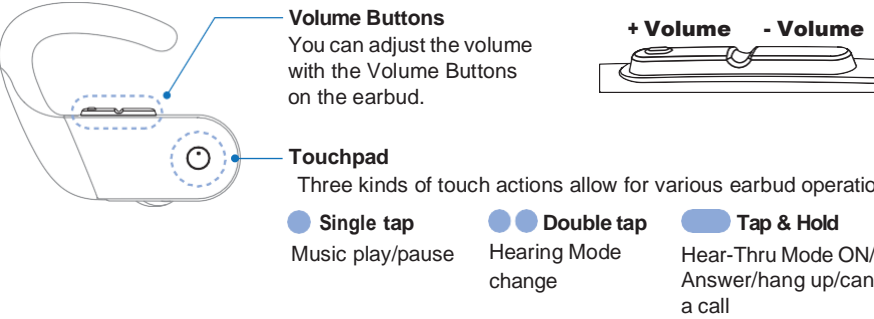 Volume Buttons
You can adjust the volume
with the Volume Buttons
on the earbud.
+ Volume - Volume
Touchpad
Three kinds of touch actions allow for various earbud
Single tap
Music play/pause
Double tap
Hearing Mode
change
Tap & Hold
Hear-Thru Mode ON/
Answer/hang up/
a call